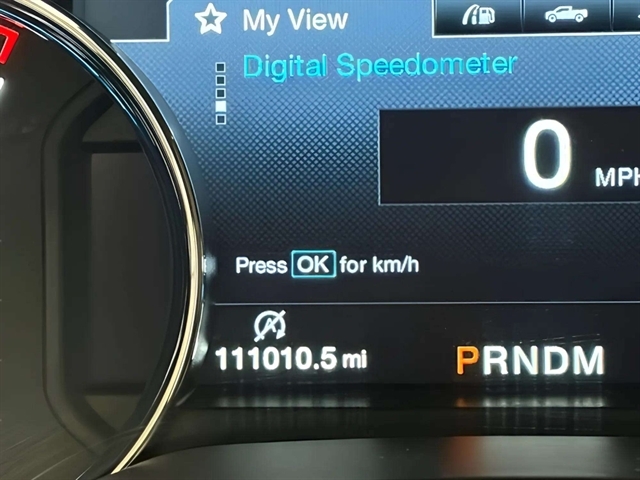 My View
Digital Speedometer
0 MPH
Press OK for km/h
111010.5 mi
PRNDM